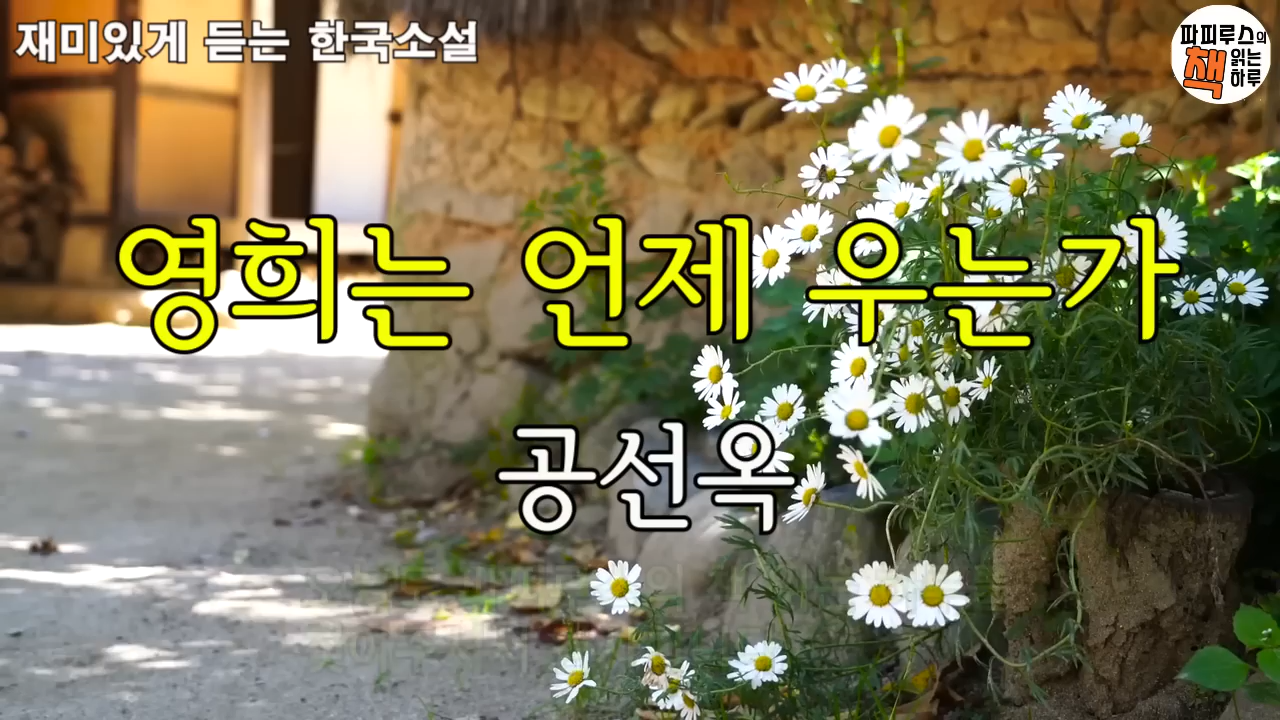 재미있게 듣는 한국소설
파피루스의
책 읽는
하루
영희는 언제 우는가
공선옥